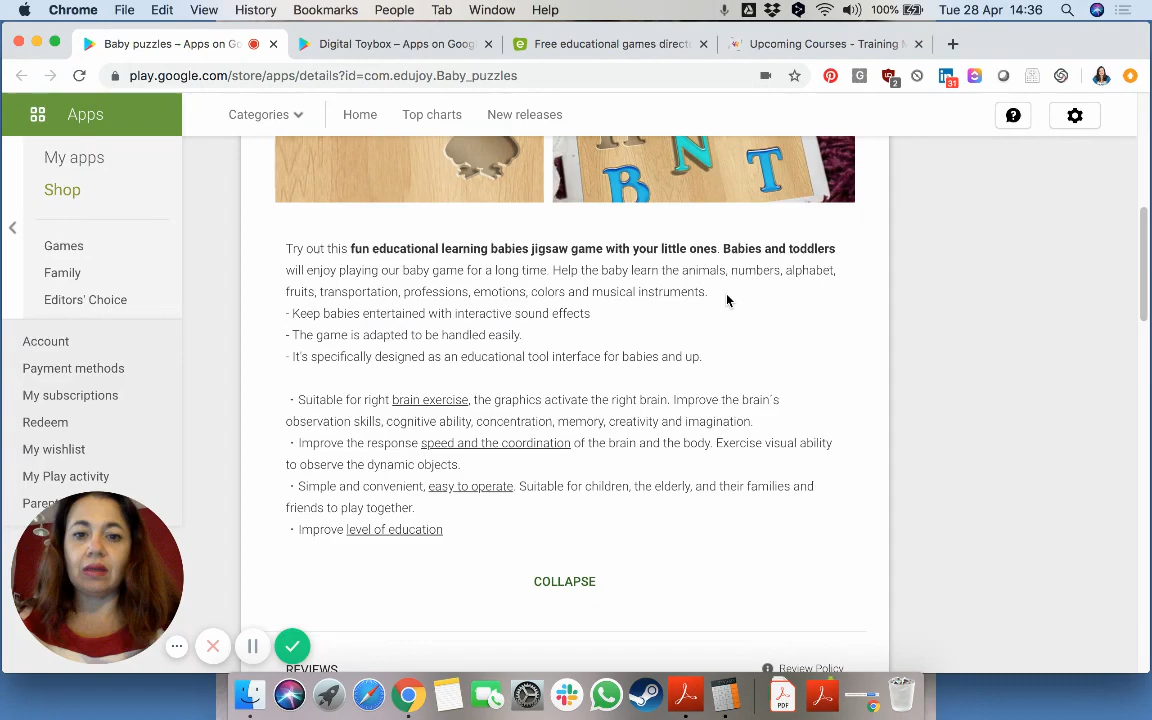 Chrome File Edit View History Bookmarks People Tab Window Help 100% Tue 28 Apr 14:36
Baby puzzles – Apps on Go Digital Toybox – Apps on Goog Free educational games direct Upcoming Courses - Training M
play.google.com/store/apps/details?id=com.edujoy.Baby_puzzles
G 2 31
Apps Categories Home Top charts New releases
My apps
Shop
Games
Family
Editors' Choice
Account
Payment methods
My subscriptions
Redeem
My wishlist
My Play activity
Paren
B N T
Try out this fun educational learning babies jigsaw game with your little ones. Babies and toddlers
will enjoy playing our baby game for a long time. Help the baby learn the animals, numbers, alphabet,
fruits, transportation, professions, emotions, colors and musical instruments.
- Keep babies entertained with interactive sound effects
- The game is adapted to be handled easily.
- It's specifically designed as an educational tool interface for babies and up.
・Suitable for right brain exercise, the graphics activate the right brain. Improve the brain´s
observation skills, cognitive ability, concentration, memory, creativity and imagination.
・Improve the response speed and the coordination of the brain and the body. Exercise visual ability
to observe the dynamic objects.
・Simple and convenient, easy to operate. Suitable for children, the elderly, and their families and
friends to play together.
・Improve level of education
COLLAPSE
REVIEWS Review Policy
PDF